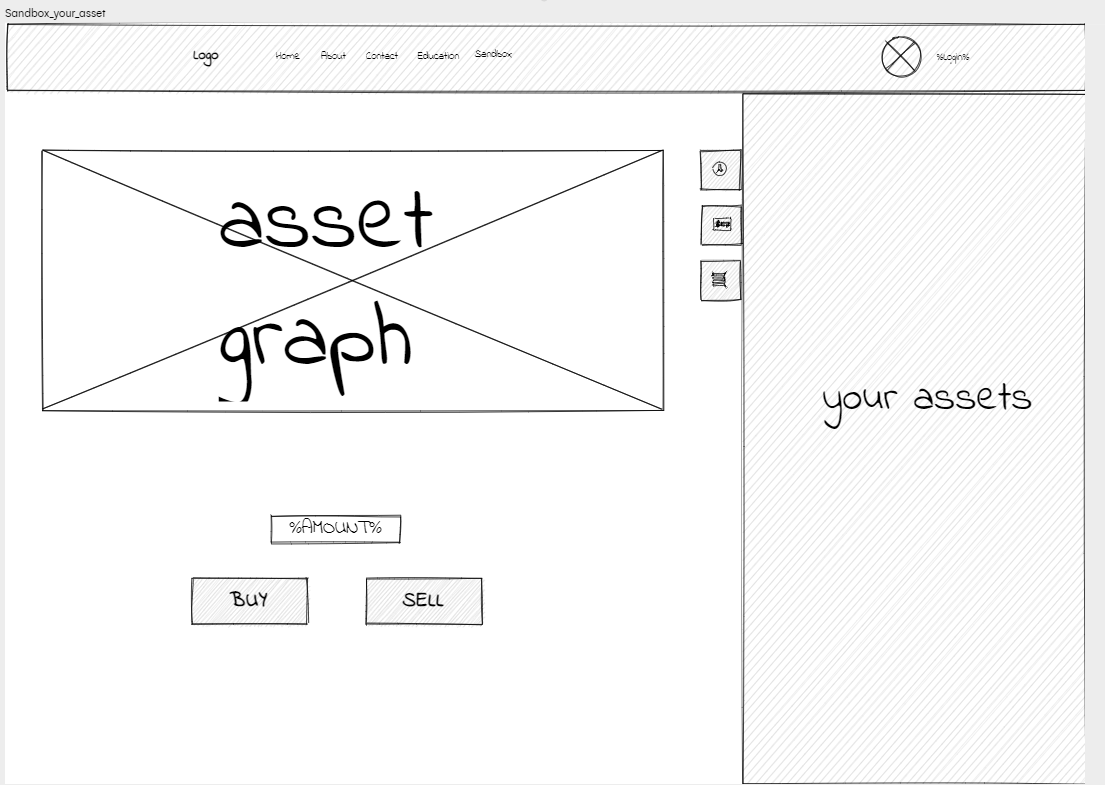 Sandbox_your_asset
Logo Home About Contact Education Sandbox %Login%
asset
graph
your assets
%AMOUNT%
BUY SELL